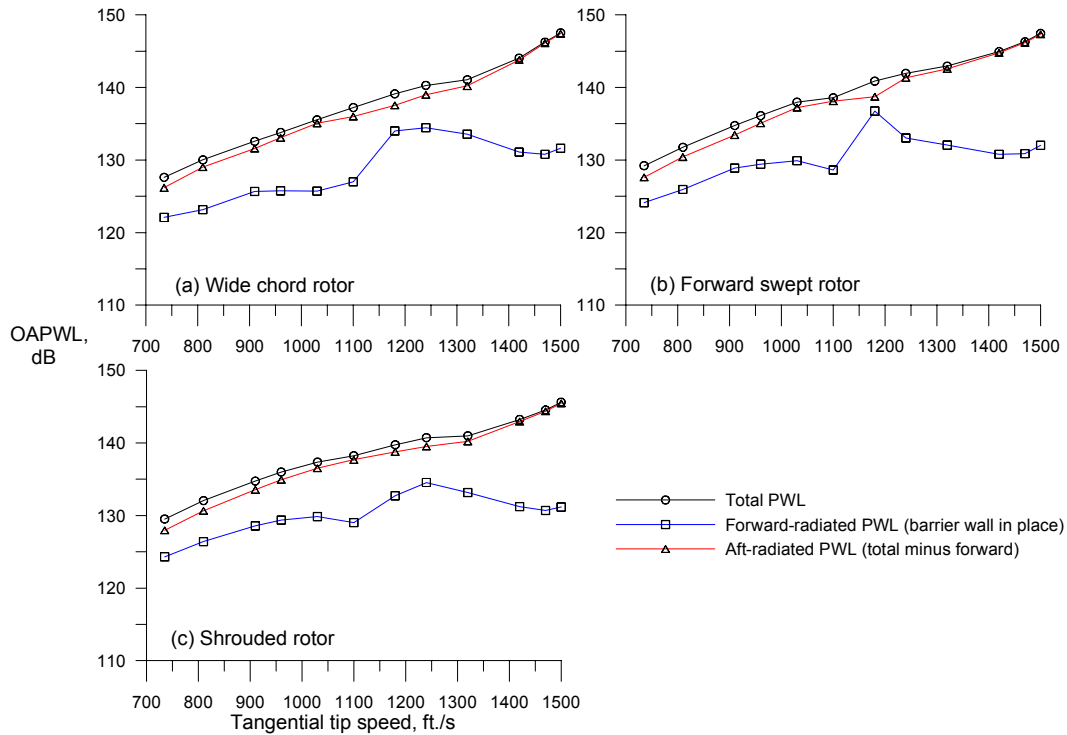 150
140
130
120
110
(a) Wide chord rotor
700 800 900 1000 1100 1200 1300 1400 1500
150
140
130
120
110
(b) Forward swept rotor
700 800 900 1000 1100 1200 1300 1400 1500
OAPWL,
dB
150
140
130
120
110
(c) Shrouded rotor
700 800 900 1000 1100 1200 1300 1400 1500
Tangential tip speed, ft./s
Total PWL
Forward-radiated PWL (barrier wall in place)
Aft-radiated PWL (total minus forward)